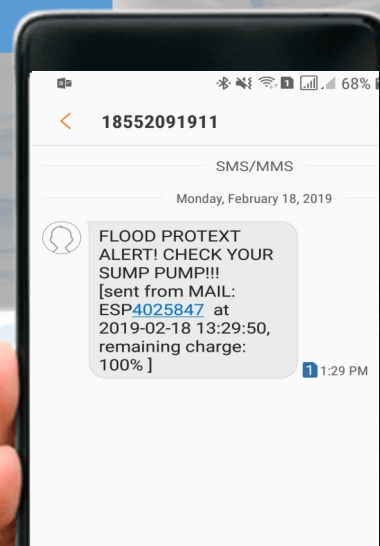 68%
18552091911
SMS/MMS
Monday, February 18, 2019
FLOOD PROTEXT
ALERT! CHECK YOUR
SUMP PUMP!!!
[sent from MAIL:
ESP4025847 at
2019-02-18 13:29:50,
remaining charge:
100% ]
1 1:29 PM